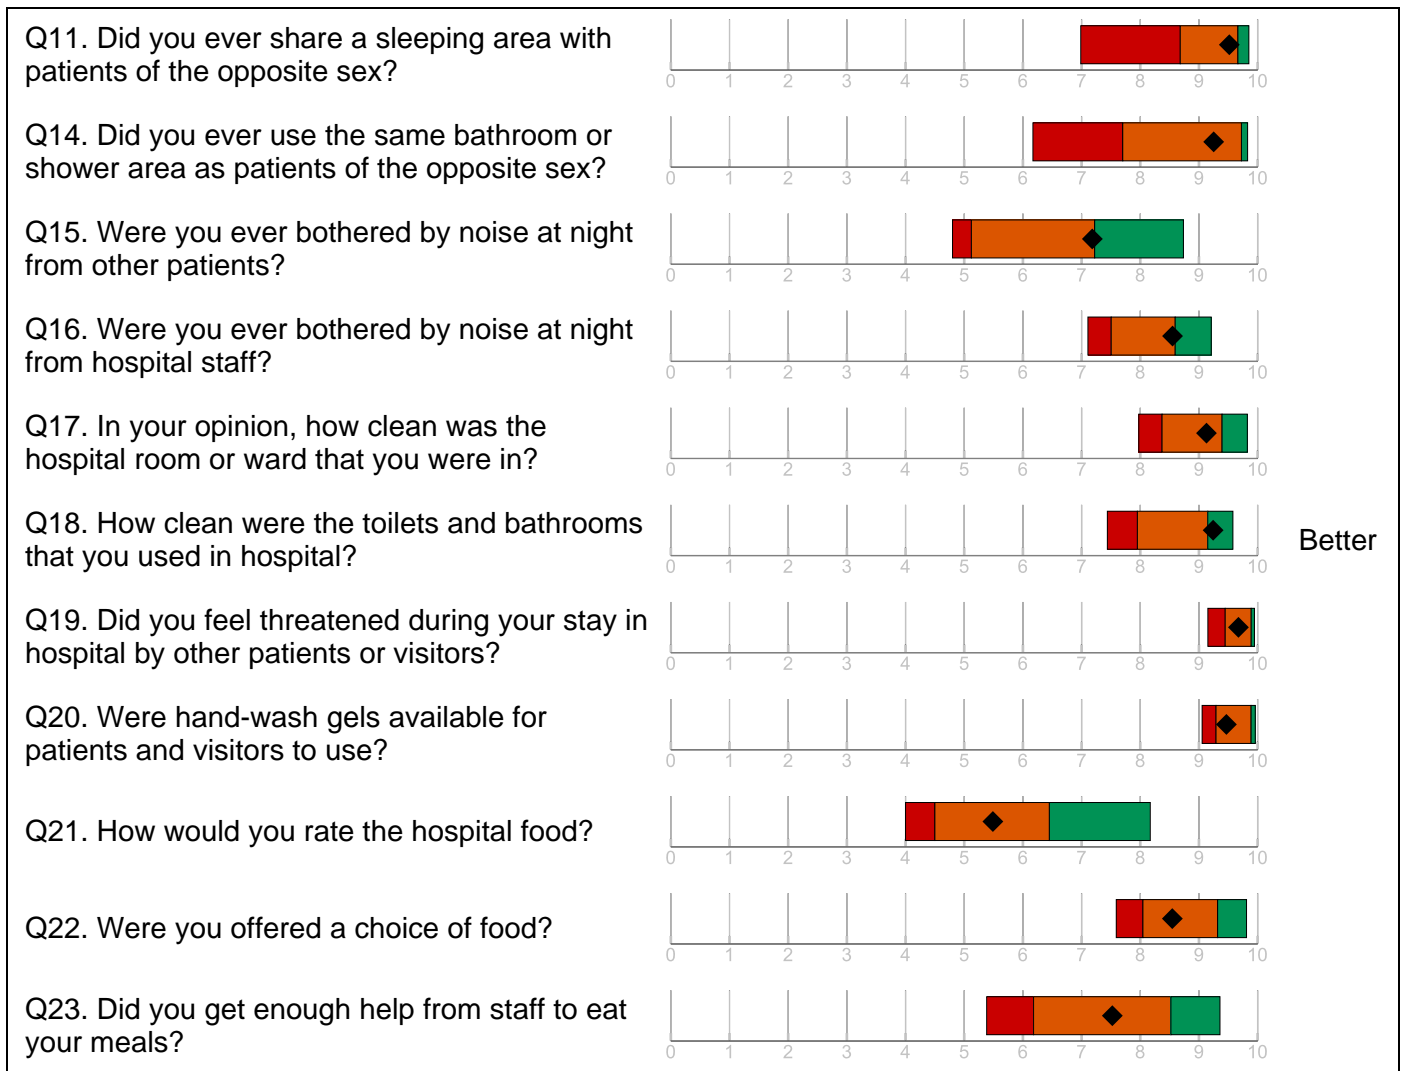 Q11. Did you ever share a sleeping area with
patients of the opposite sex?
0 1 2 3 4 5 6 7 8 9 10
Q14. Did you ever use the same bathroom or
shower area as patients of the opposite sex?
0 1 2 3 4 5 6 7 8 9 10
Q15. Were you ever bothered by noise at night
from other patients?
0 1 2 3 4 5 6 7 8 9 10
Q16. Were you ever bothered by noise at night
from hospital staff?
0 1 2 3 4 5 6 7 8 9 10
Q17. In your opinion, how clean was the
hospital room or ward that you were in?
0 1 2 3 4 5 6 7 8 9 10
Q18. How clean were the toilets and bathrooms
that you used in hospital?
Better
0 1 2 3 4 5 6 7 8 9 10
Q19. Did you feel threatened during your stay in
hospital by other patients or visitors?
0 1 2 3 4 5 6 7 8 9 10
Q20. Were hand-wash gels available for
patients and visitors to use?
0 1 2 3 4 5 6 7 8 9 10
Q21. How would you rate the hospital food?
0 1 2 3 4 5 6 7 8 9 10
Q22. Were you offered a choice of food?
0 1 2 3 4 5 6 7 8 9 10
Q23. Did you get enough help from staff to eat
your meals?
0 1 2 3 4 5 6 7 8 9 10